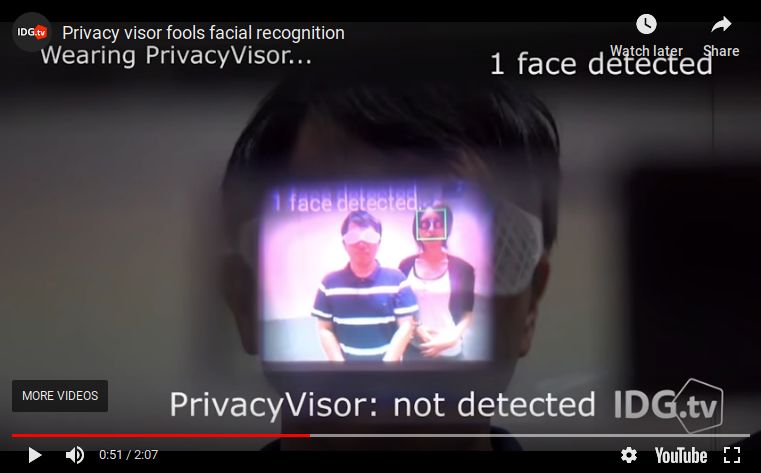 IDG.tv
Privacy visor fools facial recognition
Watch later
Share
Wearing PrivacyVisor...
1 face detected
1 face detected.
MORE VIDEOS
PrivacyVisor: not detected
IDG.tv
0:51 / 2:07
YouTube